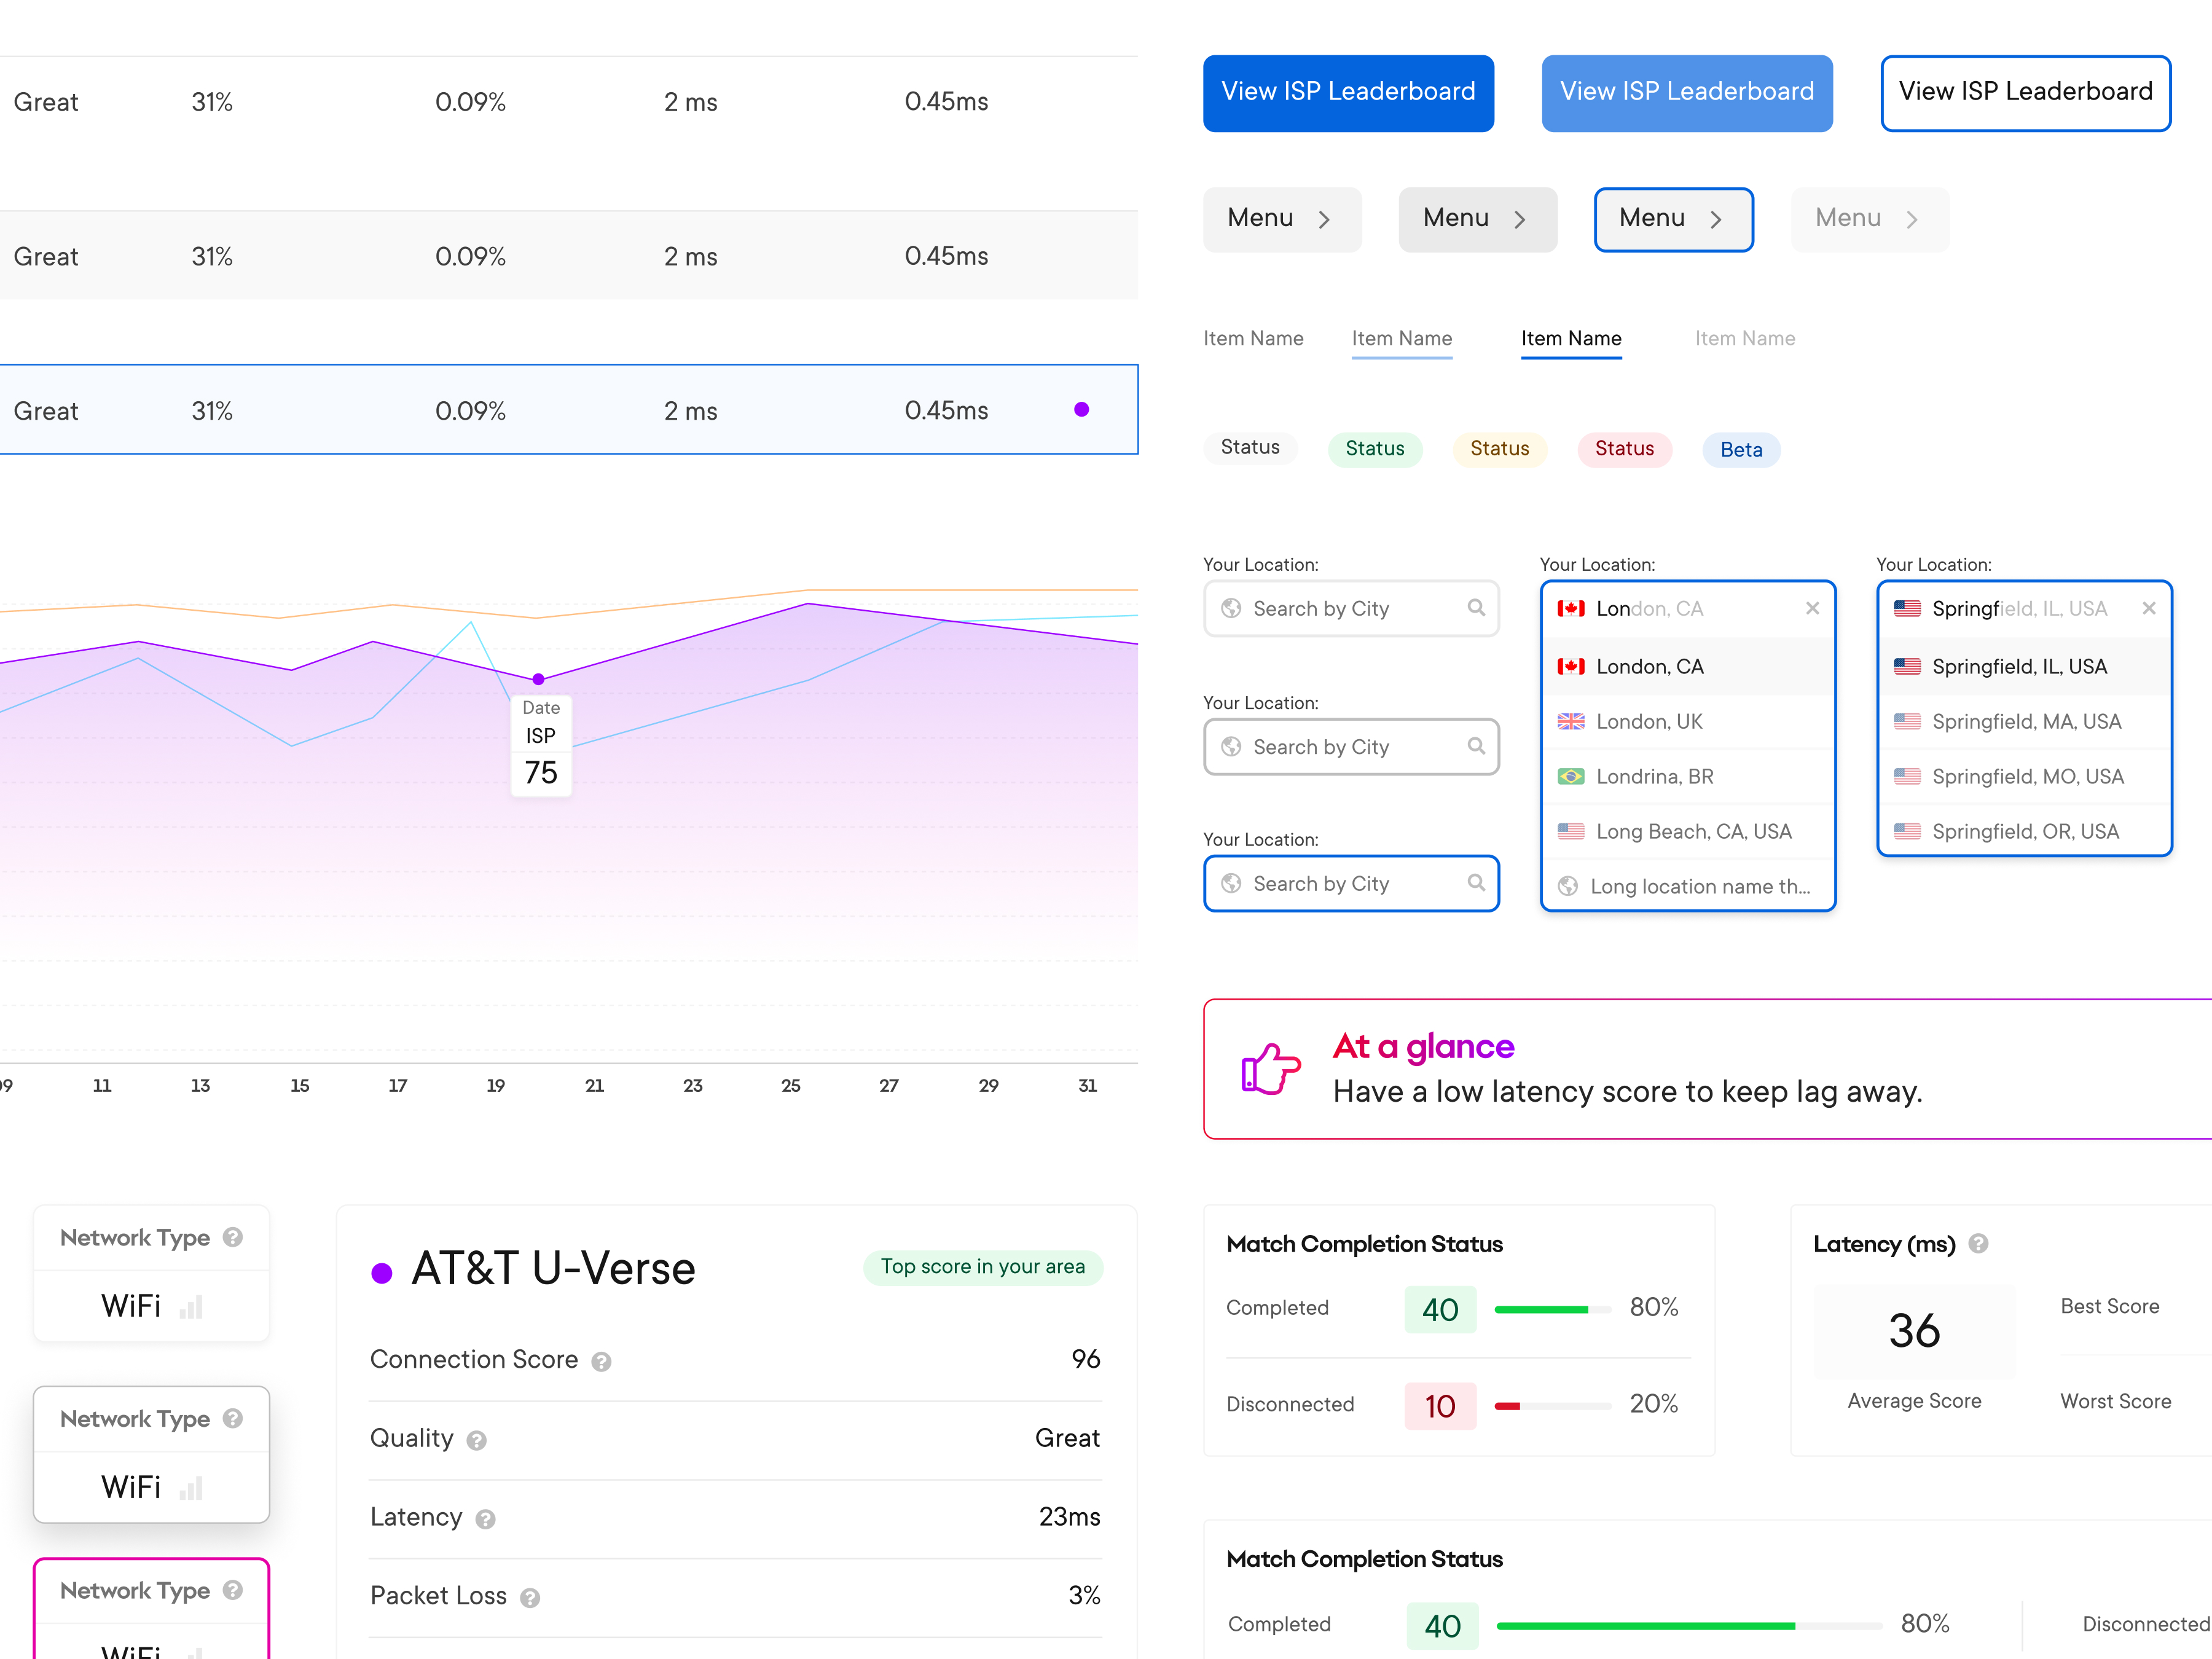 Great 31% 0.09% 2 ms 0.45ms
Great 31% 0.09% 2 ms 0.45ms
Great 31% 0.09% 2 ms 0.45ms
Date
ISP
75
09 11 13 15 17 19 21 23 25 27 29 31
Network Type ?
WiFi
Network Type ?
WiFi
Network Type ?
WiFi
AT&T U-Verse Top score in your area
Connection Score ? 96
Quality ? Great
Latency ? 23ms
Packet Loss ? 3%
View ISP Leaderboard View ISP Leaderboard View ISP Leaderboard
Menu Menu Menu Menu
Item Name Item Name Item Name Item Name
Status Status Status Status Beta
Your Location:
Search by City
Your Location:
Search by City
Your Location:
Search by City
Your Location:
London, CA
London, CA
London, UK
Londrina, BR
Long Beach, CA, USA
Long location name th...
Your Location:
Springfield, IL, USA
Springfield, IL, USA
Springfield, MA, USA
Springfield, MO, USA
Springfield, OR, USA
At a glance
Have a low latency score to keep lag away.
Match Completion Status
Completed 40 80%
Disconnected 10 20%
Latency (ms) ?
36
Average Score
Best Score
Worst Score
Match Completion Status
Completed 40 80% Disconnected